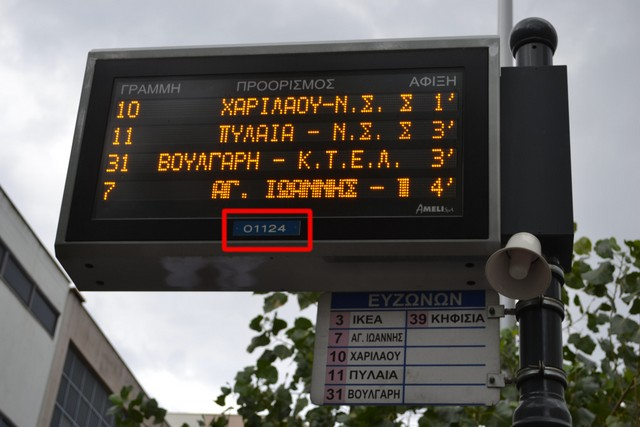 ΓΡΑΜΜΗ ΠΡΟΟΡΙΣΜΟΣ ΑΦΙΞΗ
10 ΧΑΡΙΛΑΟΥ-Ν.Σ. Σ 1'
11 ΠΥΛΑΙΑ - Ν.Σ. Σ 3'
31 ΒΟΥΛΓΑΡΗ - Κ.Τ.Ε.Λ. 3'
7 ΑΓ. ΙΩΑΝΝΗΣ - 4'
AMELI
01124
ΕΥΖΩΝΩΝ
3 ΙΚΕΑ 39 ΚΗΦΙΣΙΑ
7 ΑΓ. ΙΩΑΝΝΗΣ
10 ΧΑΡΙΛΑΟΥ
11 ΠΥΛΑΙΑ
31 ΒΟΥΛΓΑΡΗ